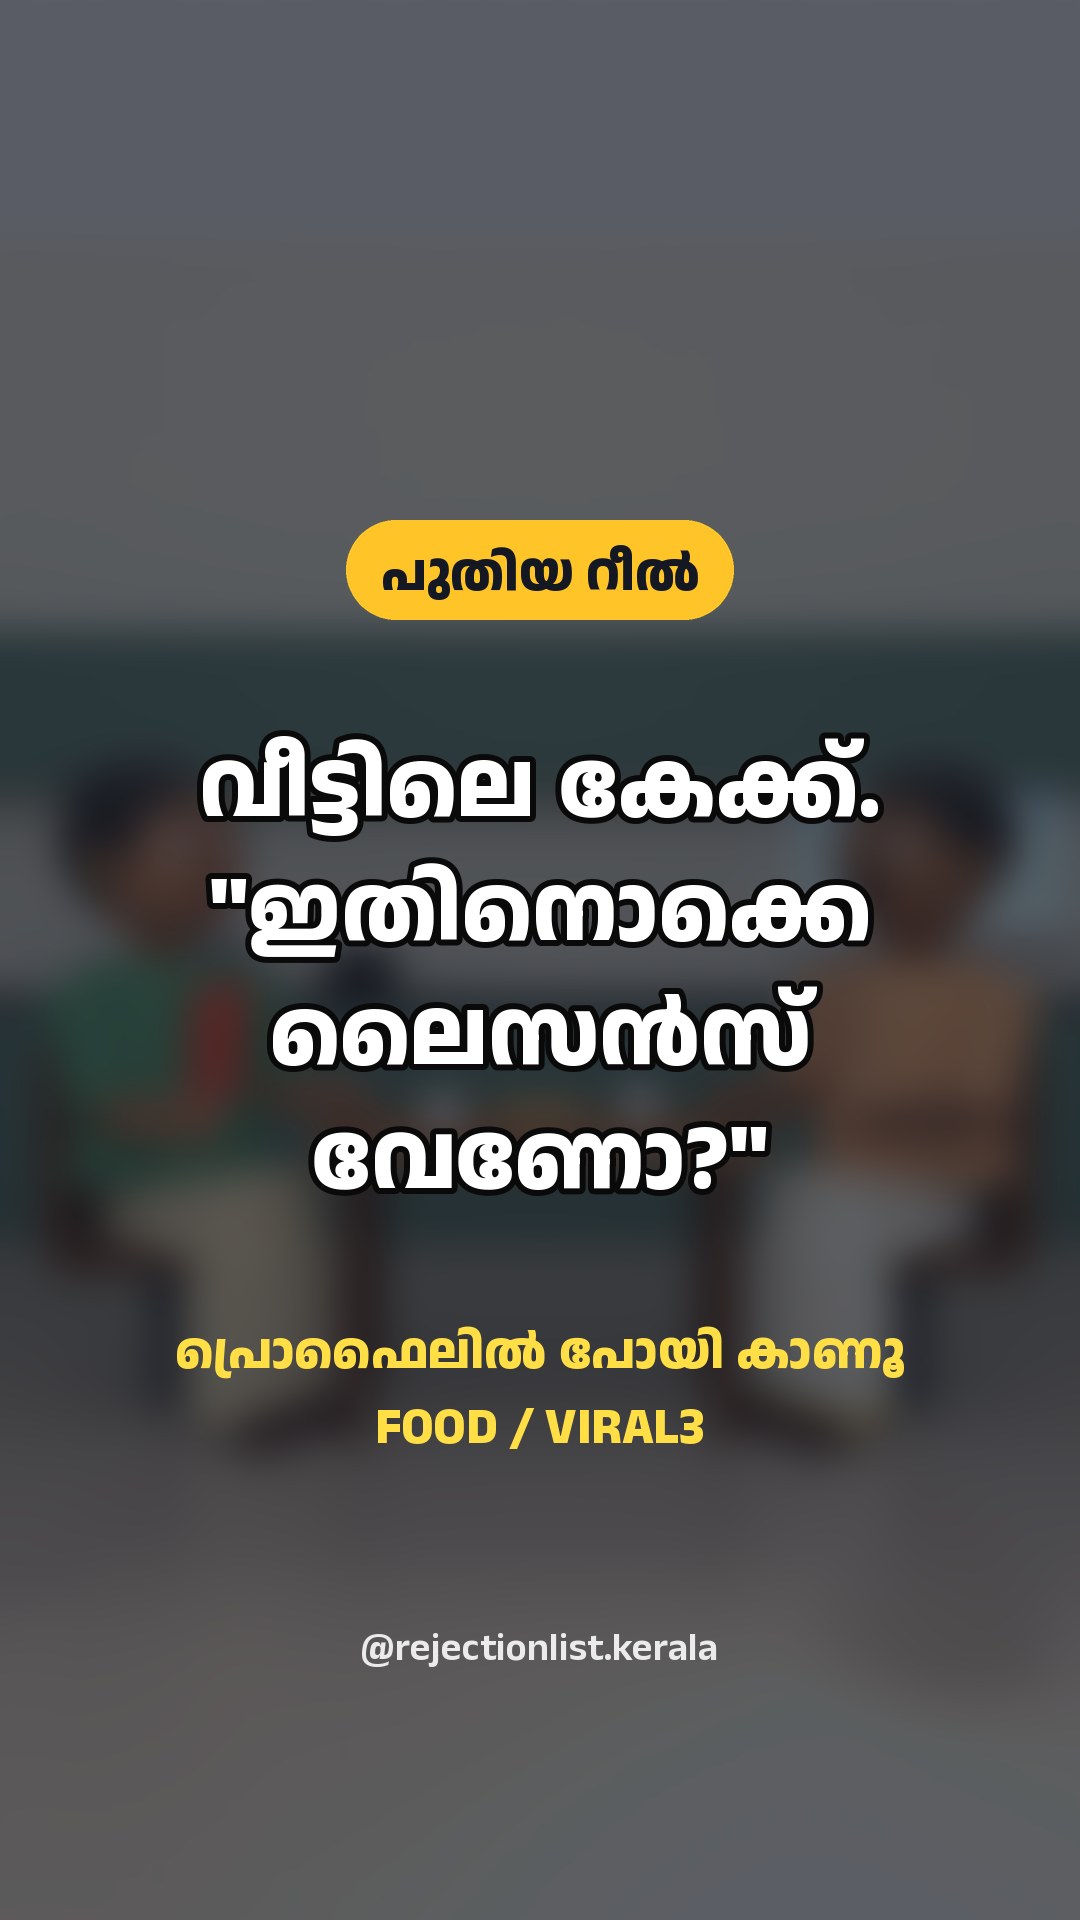 പുതിയ റീൽ
വീട്ടിലെ കേക്ക്.
"ഇതിനൊക്കെ
ലൈസൻസ്
വേണോ?"
പ്രൊഫൈലിൽ പോയി കാണൂ
FOOD / VIRAL3
@rejectionlist.kerala